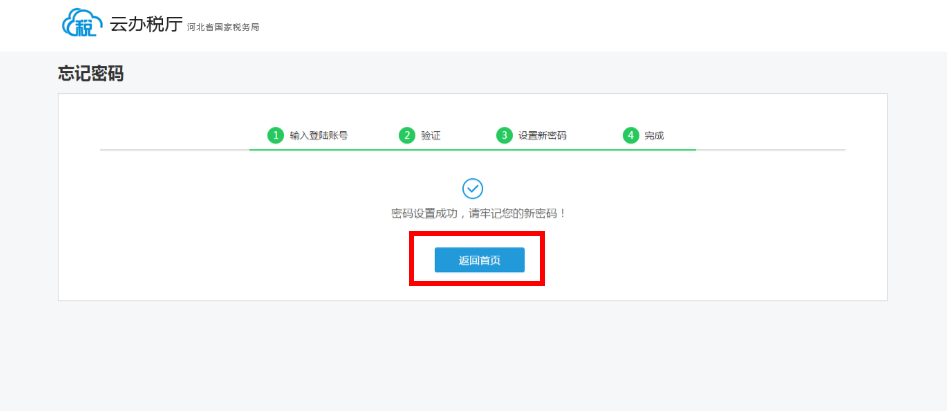 税 云办税厅 河北省国家税务局
忘记密码
1 输入登陆账号 2 验证 3 设置新密码 4 完成
密码设置成功，请牢记您的新密码！
返回首页